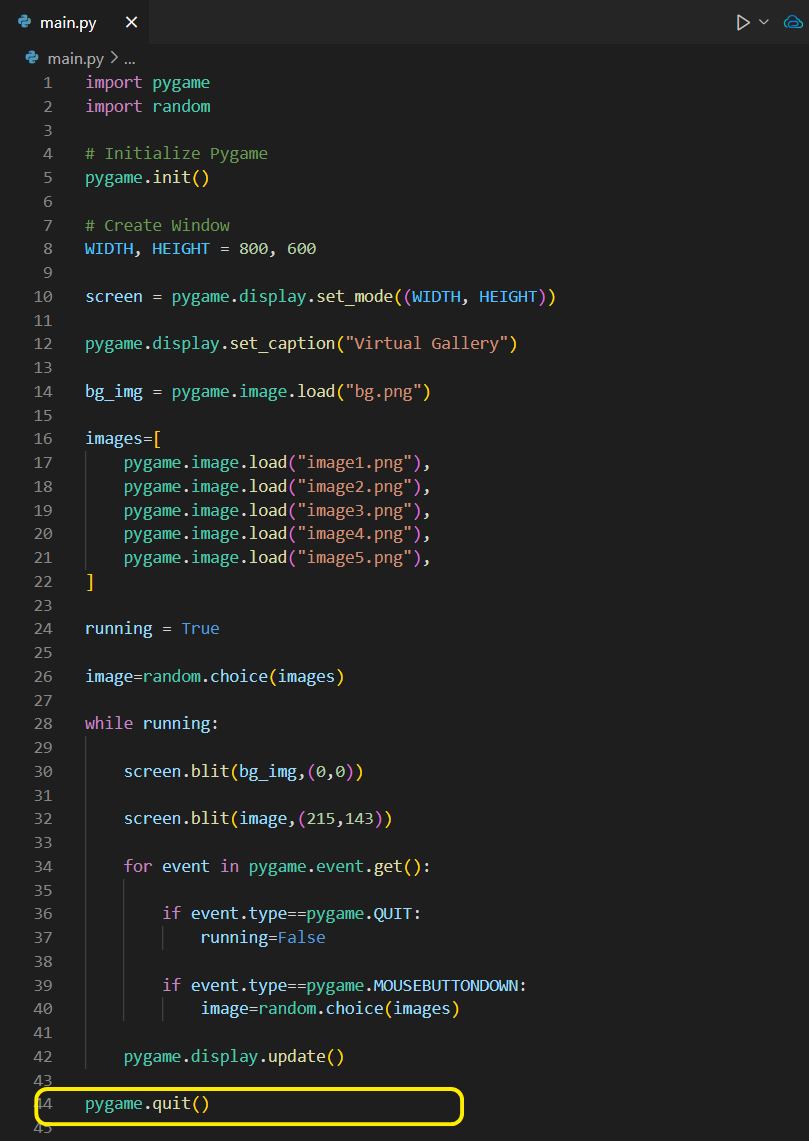 main.py ×
main.py > ...
1 import pygame
2 import random
3
4 # Initialize Pygame
5 pygame.init()
6
7 # Create Window
8 WIDTH, HEIGHT = 800, 600
9
10 screen = pygame.display.set_mode((WIDTH, HEIGHT))
11
12 pygame.display.set_caption("Virtual Gallery")
13
14 bg_img = pygame.image.load("bg.png")
15
16 images=[
17     pygame.image.load("image1.png"),
18     pygame.image.load("image2.png"),
19     pygame.image.load("image3.png"),
20     pygame.image.load("image4.png"),
21     pygame.image.load("image5.png"),
22 ]
23
24 running = True
25
26 image=random.choice(images)
27
28 while running:
29
30     screen.blit(bg_img,(0,0))
31
32     screen.blit(image,(215,143))
33
34     for event in pygame.event.get():
35
36         if event.type==pygame.QUIT:
37             running=False
38
39         if event.type==pygame.MOUSEBUTTONDOWN:
40             image=random.choice(images)
41
42     pygame.display.update()
43
44 pygame.quit()
45